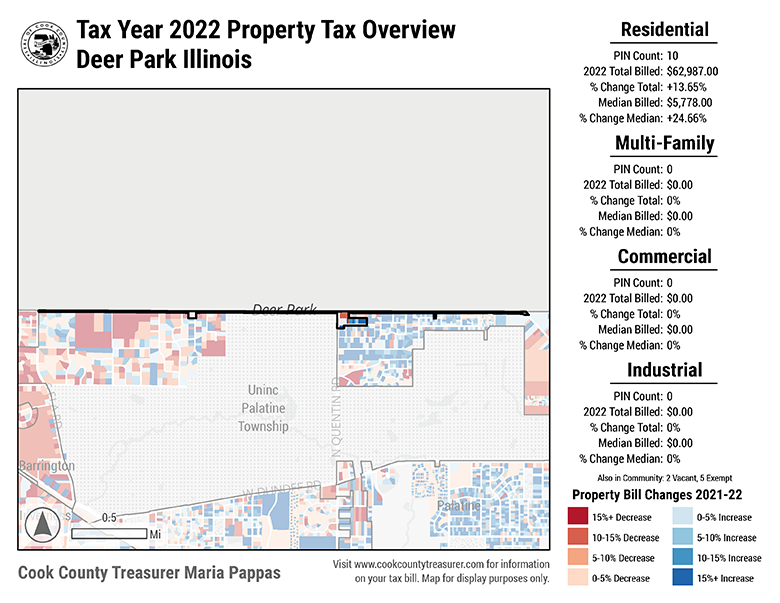 Tax Year 2022 Property Tax Overview
Deer Park Illinois
Residential
PIN Count: 10
2022 Total Billed: $62,987.00
% Change Total: +13.65%
Median Billed: $5,778.00
% Change Median: +24.66%
Multi-Family
PIN Count: 0
2022 Total Billed: $0.00
% Change Total: 0%
Median Billed: $0.00
% Change Median: 0%
Commercial
PIN Count: 0
2022 Total Billed: $0.00
% Change Total: 0%
Median Billed: $0.00
% Change Median: 0%
Industrial
PIN Count: 0
2022 Total Billed: $0.00
% Change Total: 0%
Median Billed: $0.00
% Change Median: 0%
Also in Community: 2 Vacant, 5 Exempt
Property Bill Changes 2021-22
15%+ Decrease
10-15% Decrease
5-10% Decrease
0-5% Decrease
0-5% Increase
5-10% Increase
10-15% Increase
15%+ Increase
Deer Park
Uninc
Palatine
Township
N QUENTIN RD
Barrington
W DUNDEE RD
Palatine
0.5
Mi
Cook County Treasurer Maria Pappas
Visit www.cookcountytreasurer.com for information
on your tax bill. Map for display purposes only.